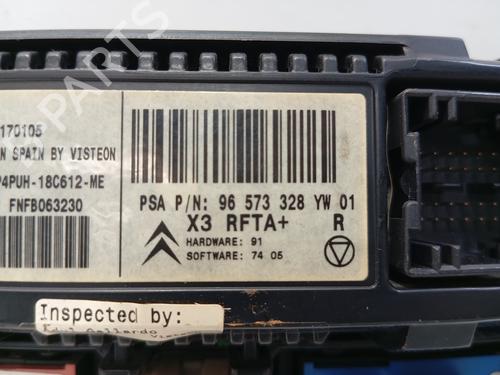 170105
N SPAIN BY VISTEON
P4PUH-18C612-ME
FNFB063230
PSA P/N: 96 573 328 YW 01
X3 RFTA+ R
HARDWARE: 91
SOFTWARE: 74 05
Inspected by:
PARTS